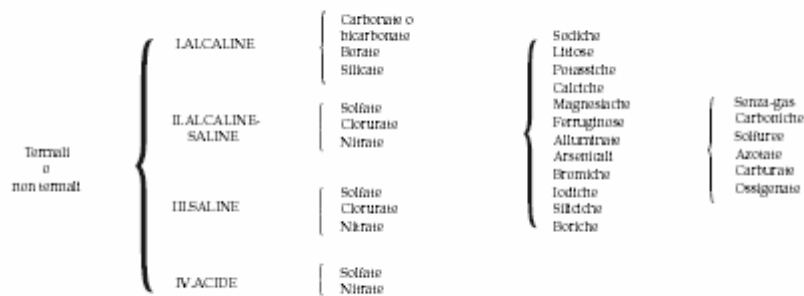 Termali
o
non termali
I.ALCALINE
II.ALCALINE-
SALINE
III.SALINE
IV.ACIDE
Carbonate o
bicarbonate
Borate
Silicate
Solfate
Clorurate
Nitrate
Solfate
Clorurate
Nitrate
Solfate
Nitrate
Sodiche
Litiose
Potassiche
Calciche
Magnesiache
Ferruginose
Alluminate
Arsenicali
Bromiche
Iodiche
Siliciche
Boriche
Senza-gas
Carboniche
Solfuree
Azotate
Carburate
Ossigenate